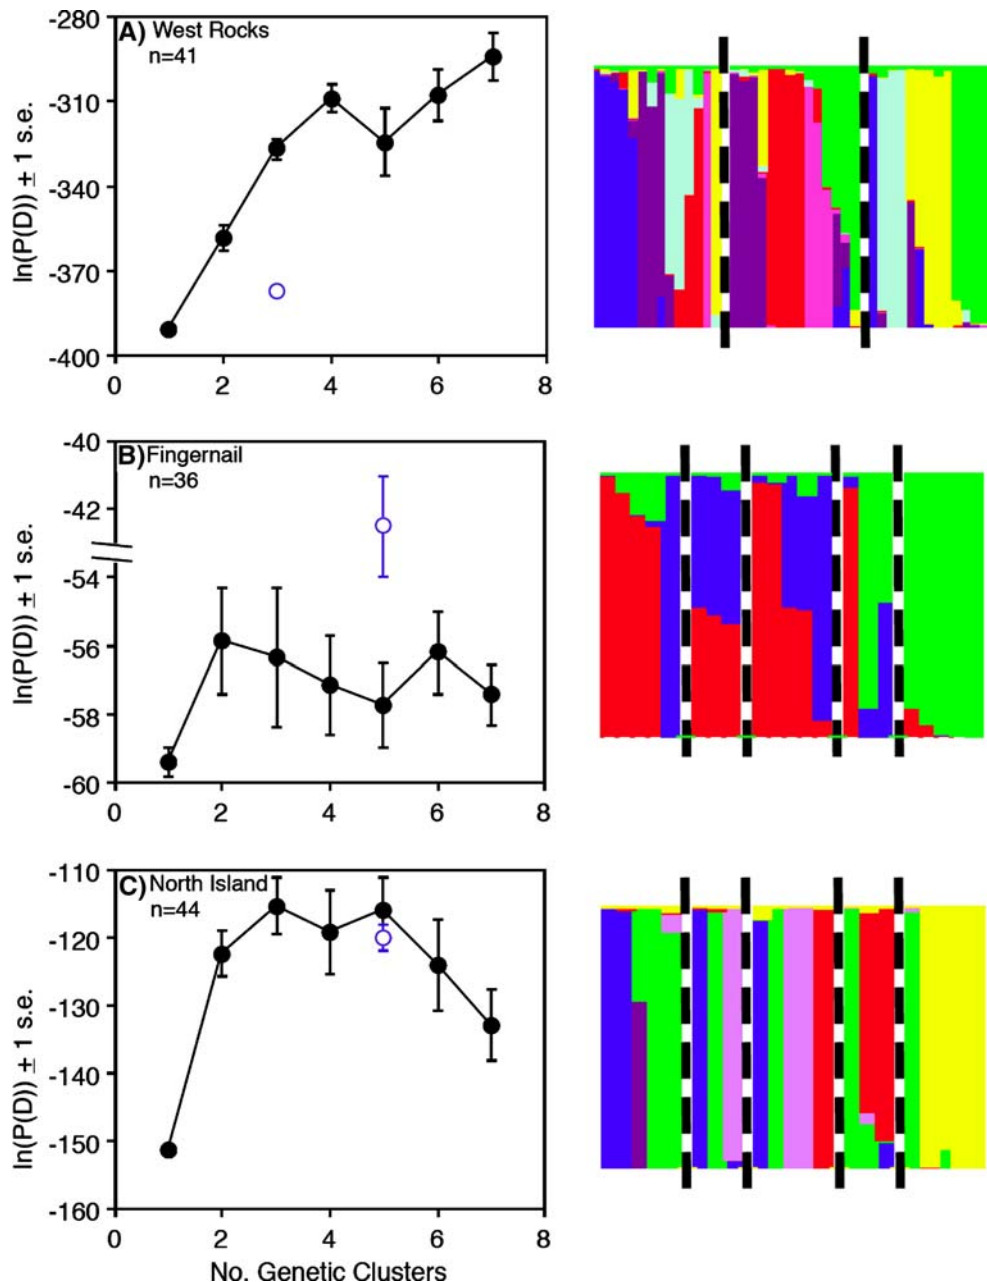 A) West Rocks
n=41
-280
-310
-340
-370
-400
ln(P(D)) ± 1 s.e.
0 2 4 6 8
B) Fingernail
n=36
-40
-42
-54
-56
-58
-60
ln(P(D)) ± 1 s.e.
0 2 4 6 8
C) North Island
n=44
-110
-120
-130
-140
-150
-160
ln(P(D)) ± 1 s.e.
0 2 4 6 8
No. Genetic Clusters